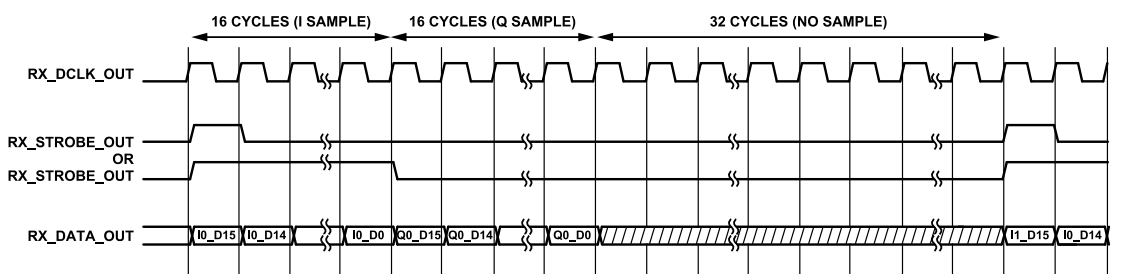 16 CYCLES (I SAMPLE) 16 CYCLES (Q SAMPLE) 32 CYCLES (NO SAMPLE)
RX_DCLK_OUT
RX_STROBE_OUT
OR
RX_STROBE_OUT
RX_DATA_OUT I0_D15 I0_D14 I0_D0 Q0_D15 Q0_D14 Q0_D0 I1_D15 I0_D14